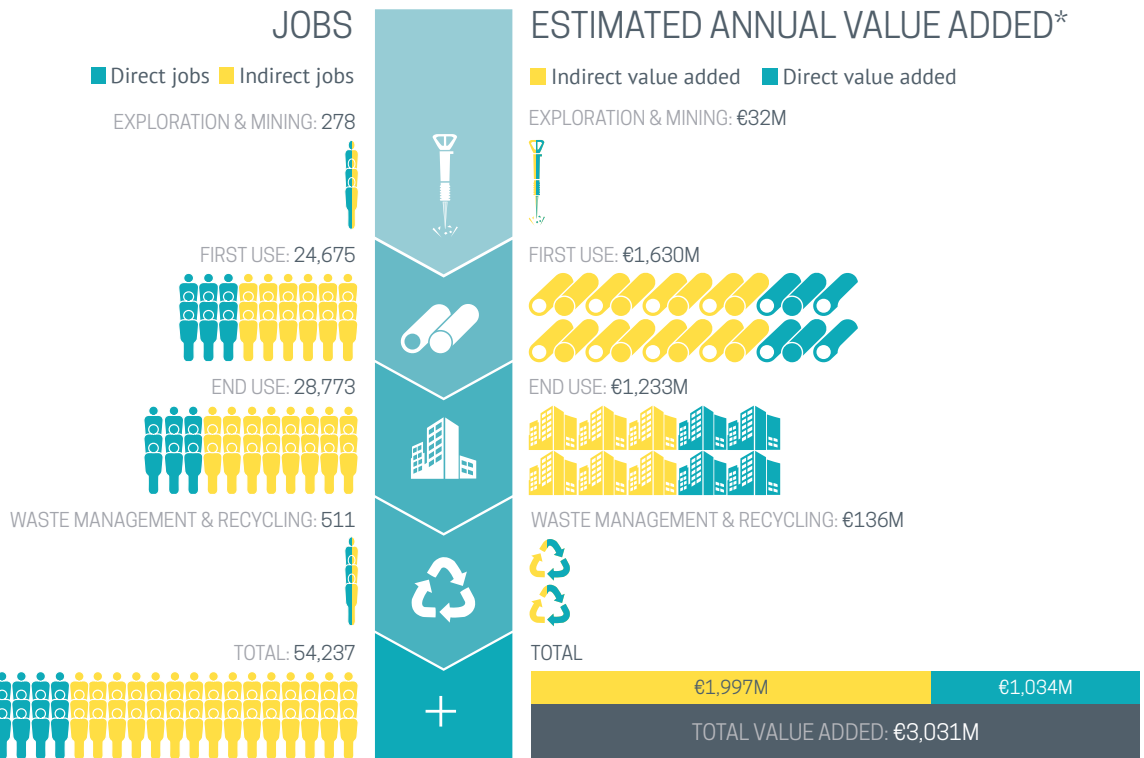 JOBS
Direct jobs Indirect jobs
EXPLORATION & MINING: 278
FIRST USE: 24,675
END USE: 28,773
WASTE MANAGEMENT & RECYCLING: 511
TOTAL: 54,237
ESTIMATED ANNUAL VALUE ADDED*
Indirect value added Direct value added
EXPLORATION & MINING: €32M
FIRST USE: €1,630M
END USE: €1,233M
WASTE MANAGEMENT & RECYCLING: €136M
TOTAL
€1,997M €1,034M
TOTAL VALUE ADDED: €3,031M